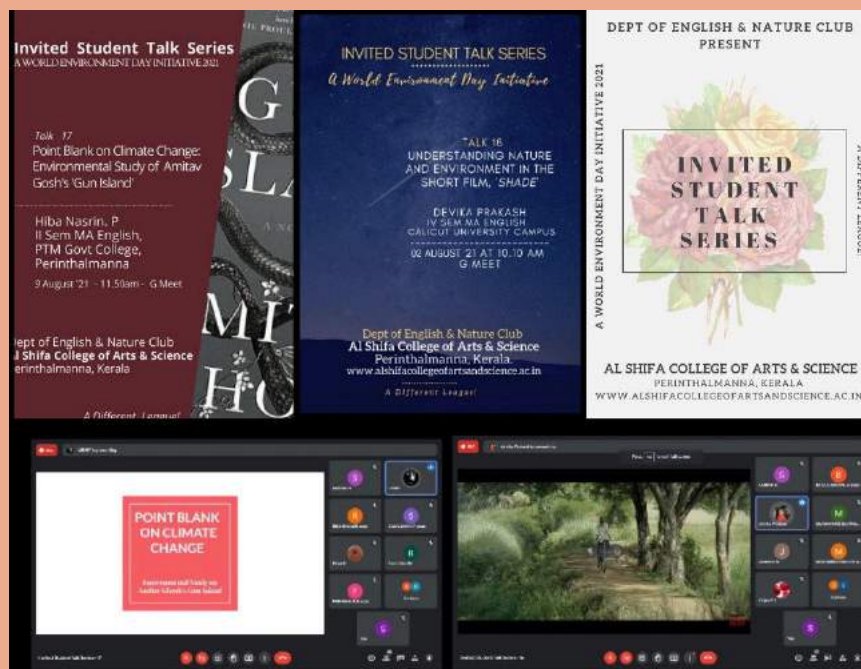 Invited Student Talk Series
A WORLD ENVIRONMENT DAY INITIATIVE 2021
Talk 17
Point Blank on Climate Change:
Environmental Study of Amitav
Gosh's 'Gun Island'
Hiba Nasrin. P
II Sem MA English,
PTM Govt College,
Perinthalmanna
9 August '21 - 11.50am - G Meet
Dept of English & Nature Club
Al Shifa College of Arts & Science
Perinthalmanna, Kerala
A Different League!
INVITED STUDENT TALK SERIES
A World Environment Day Initiative
TALK 16
UNDERSTANDING NATURE
AND ENVIRONMENT IN THE
SHORT FILM, 'SHADE'
DEVIKA PRAKASH
IV SEM MA ENGLISH
CALICUT UNIVERSITY CAMPUS
02 AUGUST '21 AT 10.10 AM
G MEET
Dept of English & Nature Club
Al Shifa College of Arts & Science
Perinthalmanna, Kerala.
www.alshifacollegeofartsandscience.ac.in
A Different League!
DEPT OF ENGLISH & NATURE CLUB
PRESENT
A WORLD ENVIRONMENT DAY INITIATIVE 2021
INVITED
STUDENT
TALK
SERIES
AL SHIFA COLLEGE OF ARTS & SCIENCE
PERINTHALMANNA, KERALA
WWW.ALSHIFACOLLEGEOFARTSANDSCIENCE.AC.IN
POINT BLANK
ON CLIMATE
CHANGE
Environmental Study on
Amitav Ghosh's Gun Island